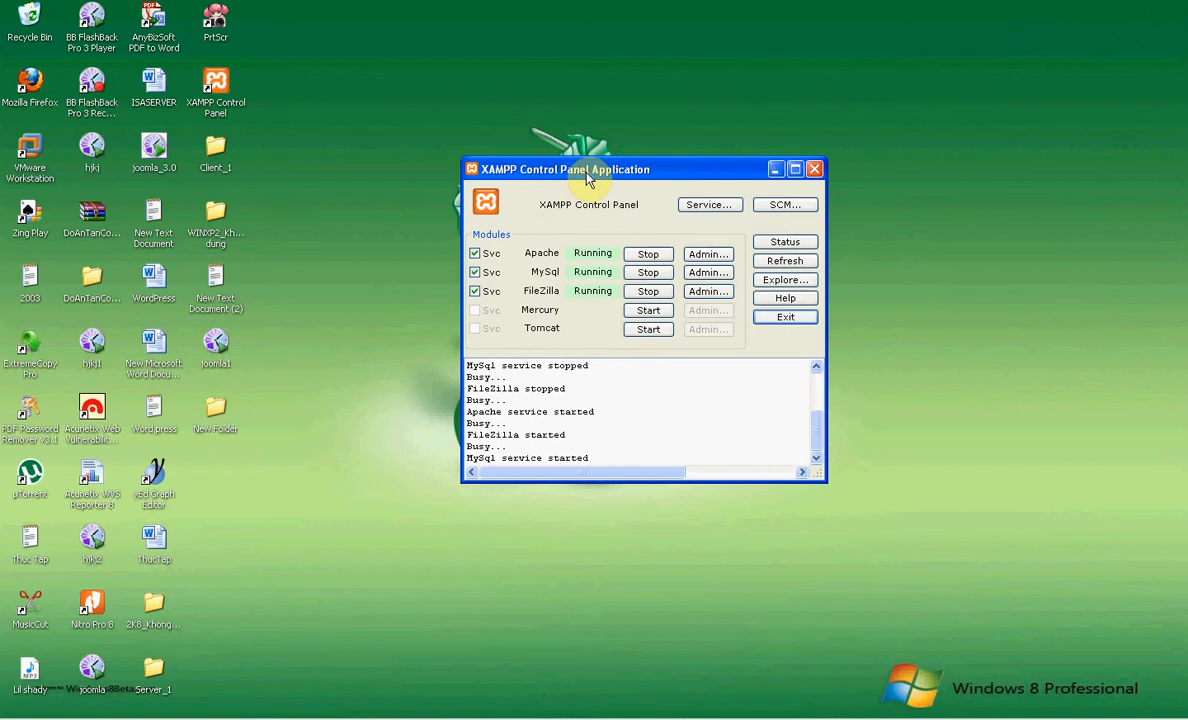 Recycle Bin
BB FlashBack
Pro 3 Player
AnyBizSoft
PDF to Word
PrtScr
Mozilla Firefox
BB FlashBack
Pro 3 Rec...
ISASERVER
XAMPP Control
Panel
VMware
Workstation
hjkj
joomla_3.0
Client_1
Zing Play
DoAnTanCo...
New Text
Document
WINXP2_Kh...
dung
2003
DoAnTanCo...
WordPress
New Text
Document (2)
ExtremeCopy
Pro
hjkj1
New Microsoft
Word Docu...
joomla1
PDF Password
Remover v3.1
Acunetix Web
Vulnerabilit...
Word press
New Folder
µTorrent
Acunetix WVS
Reporter 8
yEd Graph
Editor
Thuc Tap
hjkj2
ThucTap
MusicCut
Nitro Pro 8
2K8_Khong...
Lil shady
joomla
Server_1
XAMPP Control Panel Application
XAMPP Control Panel
Service...
SCM...
Modules
Svc Apache Running Stop Admin...
Svc MySql Running Stop Admin...
Svc FileZilla Running Stop Admin...
Svc Mercury Start Admin...
Svc Tomcat Start Admin...
Status
Refresh
Explore...
Help
Exit
MySql service stopped
Busy...
FileZilla stopped
Busy...
Apache service started
Busy...
FileZilla started
Busy...
MySql service started
Windows 8 Professional